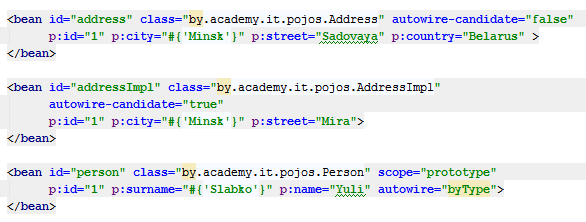 <bean id="address" class="by.academy.it.pojos.Address" autowire-candidate="false"
p:id="1" p:city="#{'Minsk'}" p:street="Sadovaya" p:country="Belarus" >
</bean>
<bean id="addressImpl" class="by.academy.it.pojos.AddressImpl"
autowire-candidate="true"
p:id="1" p:city="#{'Minsk'}" p:street="Mira">
</bean>
<bean id="person" class="by.academy.it.pojos.Person" scope="prototype"
p:id="1" p:surname="#{'Slabko'}" p:name="Yuli" autowire="byType">
</bean>